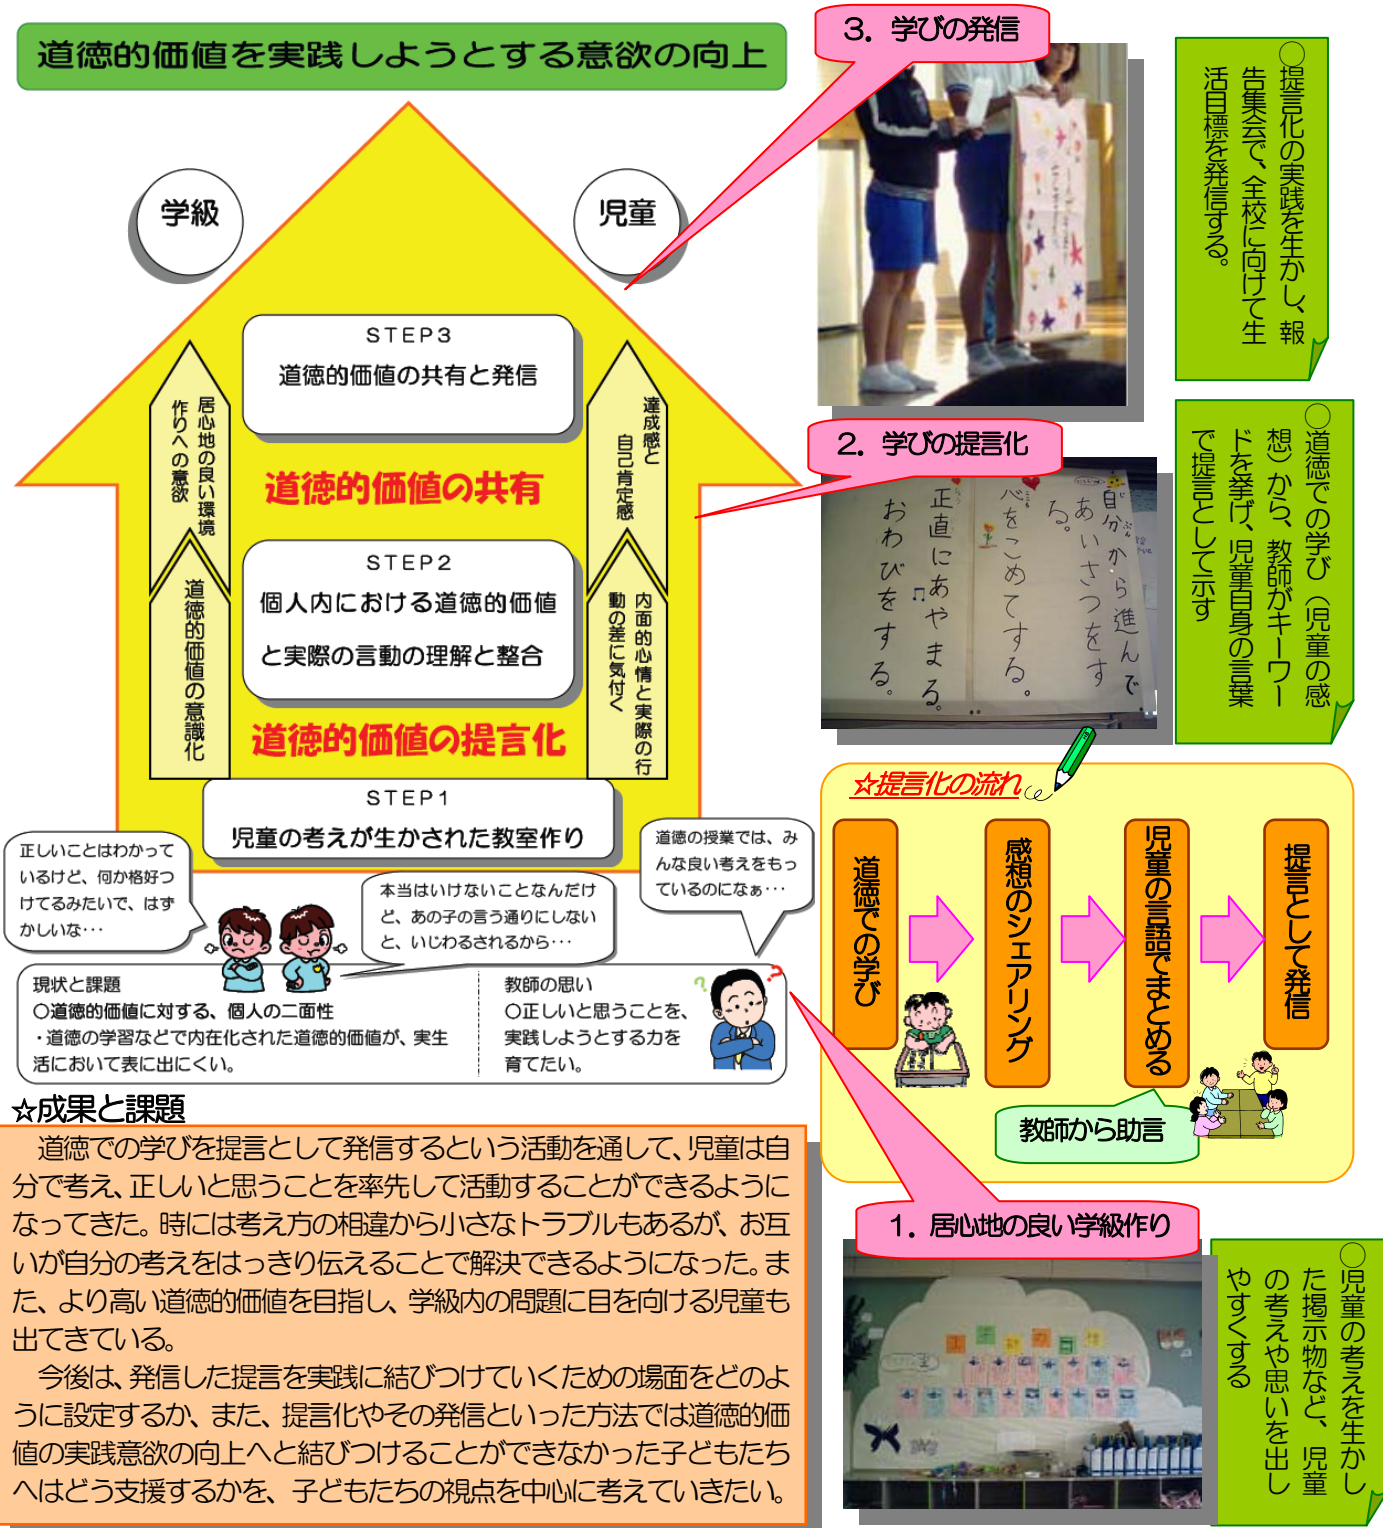 道徳的価値を実践しようとする意欲の向上
学級
児童
STEP3
道徳的価値の共有と発信
居心地の良い環境
作りへの意欲
達成感と
自己肯定感
道徳的価値の共有
STEP2
個人内における道徳的価値
と実際の言動の理解と整合
道徳的価値の意識化
内面的心情と実際の行
動の差に気付く
道徳的価値の提言化
STEP1
児童の考えが生かされた教室作り
正しいことはわかって
いるけど、何か格好つ
けてるみたいで、はず
かしいな･･･
本当はいけないことなんだけ
ど、あの子の言う通りにしない
と、いじわるされるから･･･
道徳の授業では、み
んな良い考えをもっ
ているのになぁ･･･
現状と課題
○道徳的価値に対する、個人の二面性
・道徳の学習などで内在化された道徳的価値が、実生
活において表に出にくい。
教師の思い
○正しいと思うことを、
実践しようとする力を
育てたい。
☆成果と課題
道徳での学びを提言として発信するという活動を通して、児童は自
分で考え、正しいと思うことを率先して活動することができるように
なってきた。時には考え方の相違から小さなトラブルもあるが、お互
いが自分の考えをはっきり伝えることで解決できるようになった。ま
た、より高い道徳的価値を目指し、学級内の問題に目を向ける児童も
出てきている。
今後は、発信した提言を実践に結びつけていくための場面をどのよ
うに設定するか、また、提言化やその発信といった方法では道徳的価
値の実践意欲の向上へと結びつけることができなかった子どもたち
へはどう支援するかを、子どもたちの視点を中心に考えていきたい。
３．学びの発信
○提言化の実践を生かし、報
告集会で、全校に向けて生
活目標を発信する。
２．学びの提言化
自分から進んで
あいさつをす
る。
心をこめてする。
正直にあやまる。
おわびをする。
○道徳での学び（児童の感
想）から、教師がキーワー
ドを挙げ、児童自身の言葉
で提言として示す
☆提言化の流れ
道徳での学び
感想のシェアリング
児童の言語でまとめる
提言として発信
教師から助言
１．居心地の良い学級作り
○児童の考えを生かし
た掲示物など、児童
の考えや思いを出し
やすくする